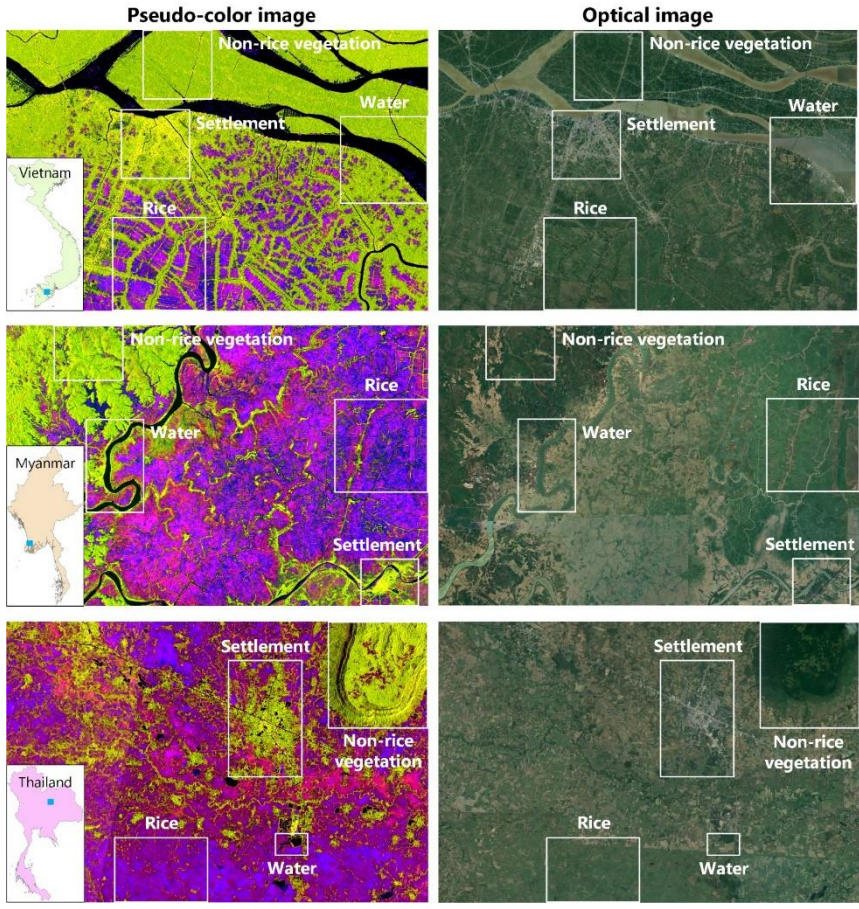 Pseudo-color image
Optical image
Non-rice vegetation
Water
Settlement
Rice
Vietnam
Non-rice vegetation
Water
Settlement
Rice
Non-rice vegetation
Rice
Water
Myanmar
Settlement
Non-rice vegetation
Rice
Water
Settlement
Settlement
Non-rice
vegetation
Thailand
Rice
Water
Settlement
Non-rice
vegetation
Rice
Water